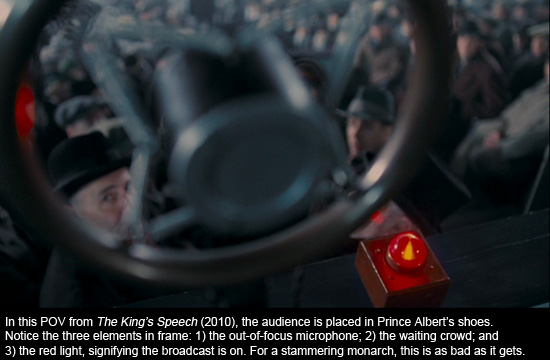 In this POV from The King's Speech (2010), the audience is placed in Prince Albert's shoes.
Notice the three elements in frame: 1) the out-of-focus microphone; 2) the waiting crowd; and
3) the red light, signifying the broadcast is on. For a stammering monarch, this is as bad as it gets.